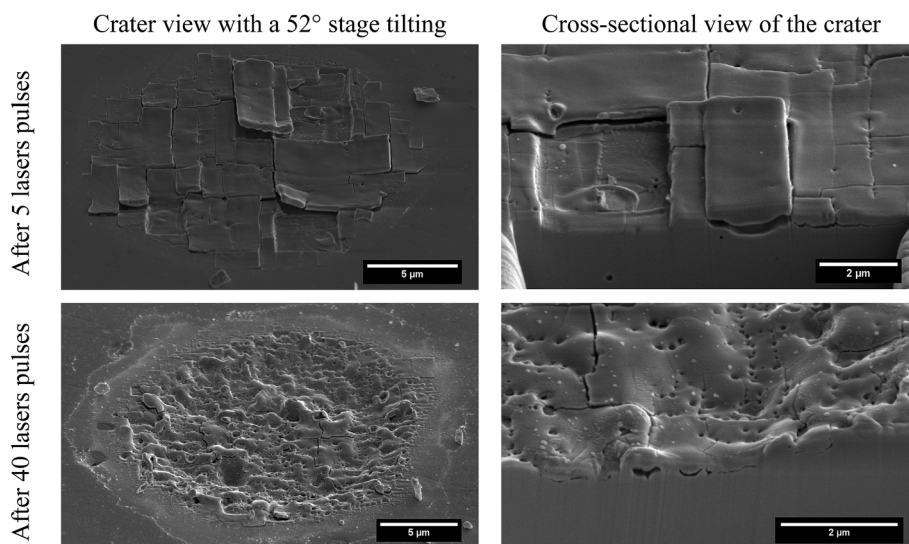 Crater view with a 52° stage tilting
Cross-sectional view of the crater
After 5 lasers pulses
5 µm
2 µm
After 40 lasers pulses
5 µm
2 µm